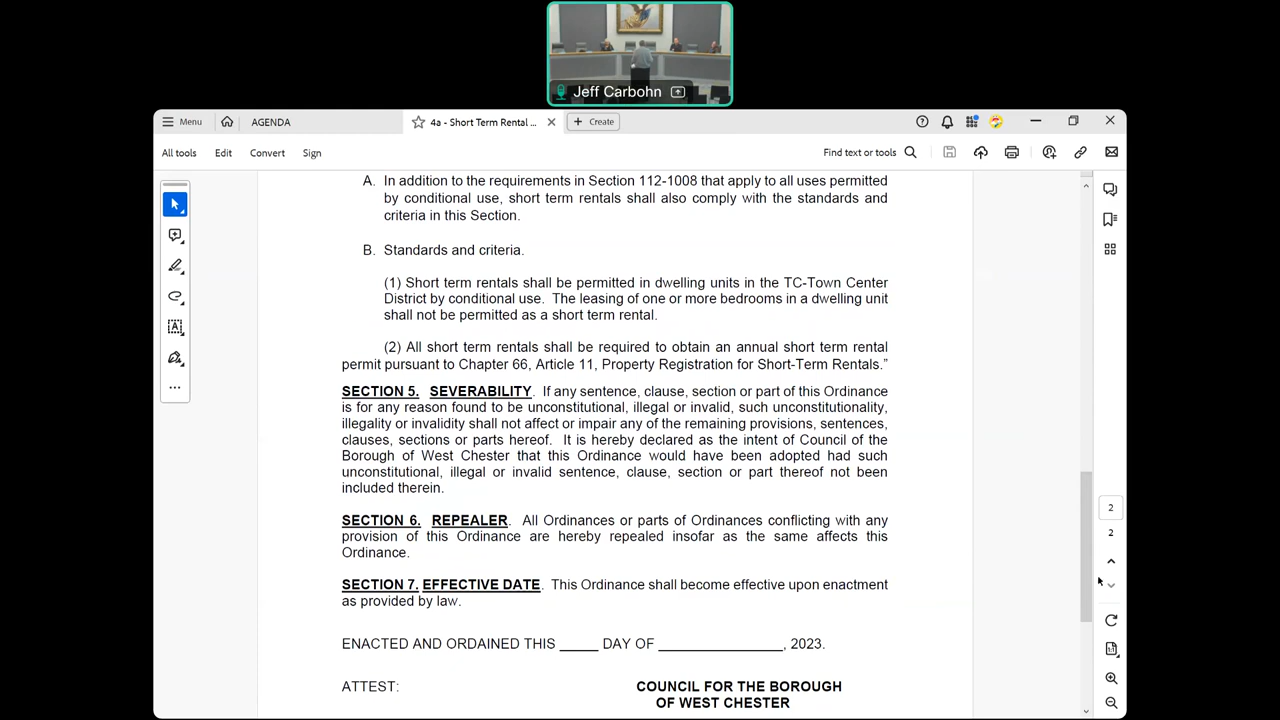 Jeff Carbohn
Menu
AGENDA
4a - Short Term Rental ...
Create
All tools
Edit
Convert
Sign
Find text or tools
A. In addition to the requirements in Section 112-1008 that apply to all uses permitted
by conditional use, short term rentals shall also comply with the standards and
criteria in this Section.
B. Standards and criteria.
(1) Short term rentals shall be permitted in dwelling units in the TC-Town Center
District by conditional use. The leasing of one or more bedrooms in a dwelling unit
shall not be permitted as a short term rental.
(2) All short term rentals shall be required to obtain an annual short term rental
permit pursuant to Chapter 66, Article 11, Property Registration for Short-Term Rentals.”
SECTION 5. SEVERABILITY. If any sentence, clause, section or part of this Ordinance
is for any reason found to be unconstitutional, illegal or invalid, such unconstitutionality,
illegality or invalidity shall not affect or impair any of the remaining provisions, sentences,
clauses, sections or parts hereof. It is hereby declared as the intent of Council of the
Borough of West Chester that this Ordinance would have been adopted had such
unconstitutional, illegal or invalid sentence, clause, section or part thereof not been
included therein.
SECTION 6. REPEALER. All Ordinances or parts of Ordinances conflicting with any
provision of this Ordinance are hereby repealed insofar as the same affects this
Ordinance.
SECTION 7. EFFECTIVE DATE. This Ordinance shall become effective upon enactment
as provided by law.
ENACTED AND ORDAINED THIS _____ DAY OF ________________, 2023.
ATTEST:
COUNCIL FOR THE BOROUGH
OF WEST CHESTER
2
2